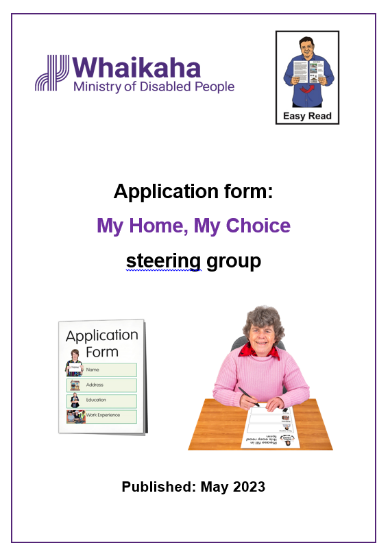 Whaikaha
Ministry of Disabled People
Easy Read
Application form:
My Home, My Choice
steering group
Application
Form
Name
Address
Education
Work Experience
Published: May 2023